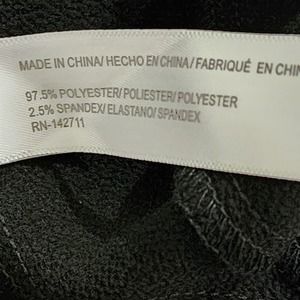 MADE IN CHINA/ HECHO EN CHINA/ FABRIQUÉ EN CHIN
97.5% POLYESTER/ POLIESTER/ POLYESTER
2.5% SPANDEX/ ELASTANO/ SPANDEX
RN-142711